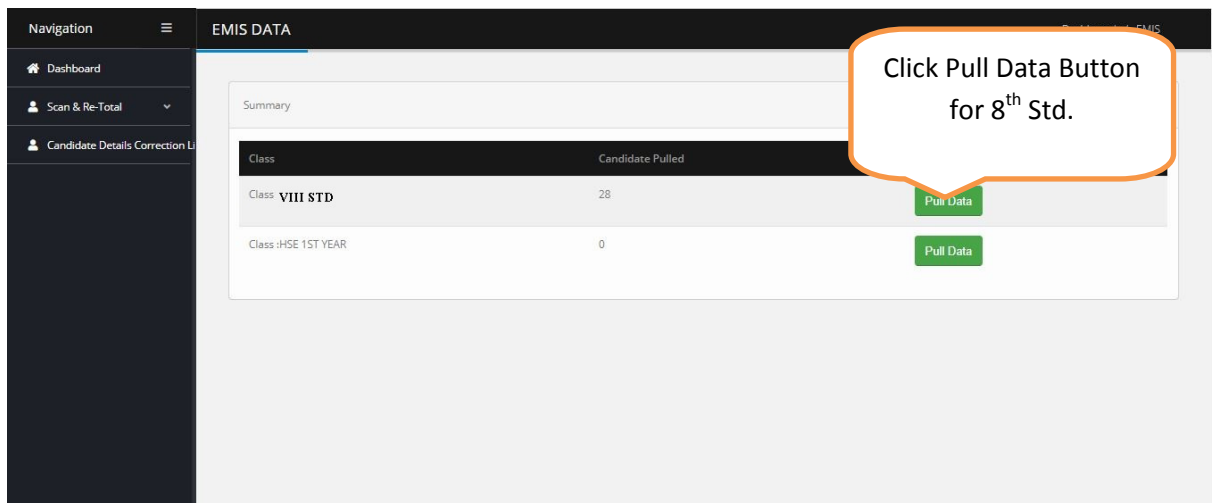 Navigation
EMIS DATA
EMIS
Dashboard
Scan & Re-Total
Candidate Details Correction Li
Click Pull Data Button
for 8th Std.
Summary
Class Candidate Pulled
Class VIII STD 28 Pull Data
Class :HSE 1ST YEAR 0 Pull Data